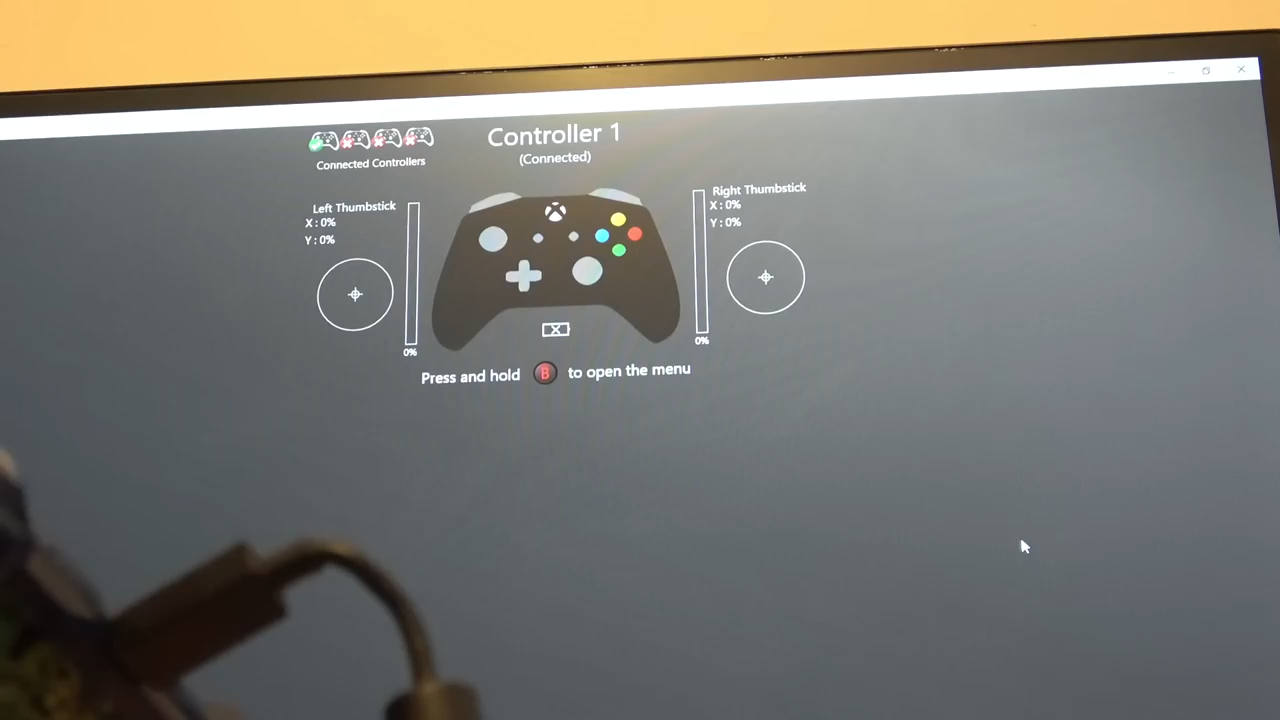 Controller 1
(Connected)
Connected Controllers
Left Thumbstick
X : 0%
Y : 0%
0%
Right Thumbstick
X : 0%
Y : 0%
0%
Press and hold B to open the menu